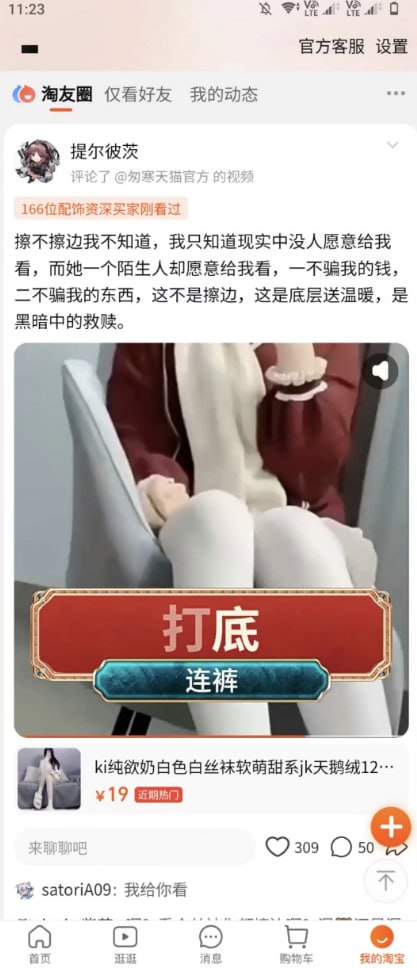 11:23
官方客服 设置
淘友圈 仅看好友 我的动态
提尔彼茨
评论了 @匆寒天猫官方 的视频
166位配饰资深买家刚看过
擦不擦边我不知道，我只知道现实中没人愿意给我
看，而她一个陌生人却愿意给我看，一不骗我的钱，
二不骗我的东西，这不是擦边，这是底层送温暖，是
黑暗中的救赎。
打底
连裤
ki纯欲奶白色白丝袜软萌甜系jk天鹅绒12…
¥19 近期热门
来聊聊吧
309
50
satoriA09：我给你看
首页
逛逛
消息
购物车
我的淘宝